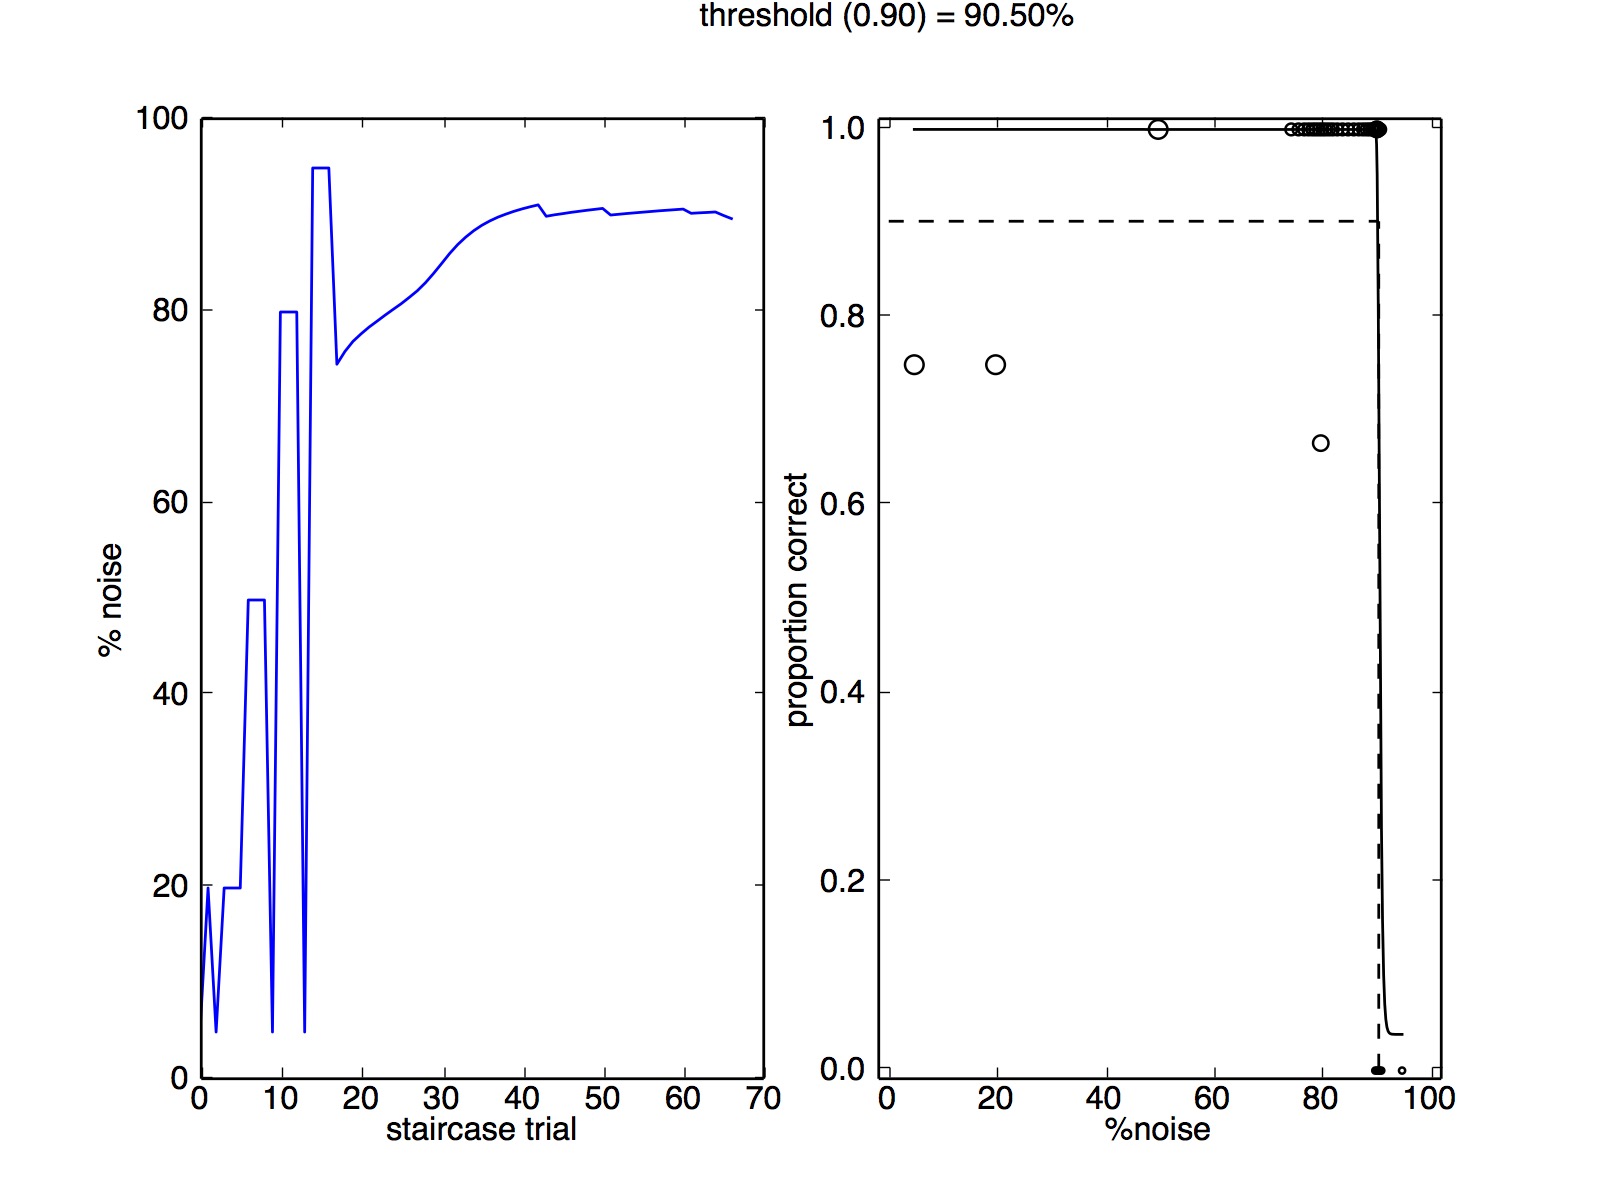 threshold (0.90) = 90.50%
100
80
60
40
20
0
% noise
0 10 20 30 40 50 60 70
staircase trial
1.0
0.8
0.6
0.4
0.2
0.0
proportion correct
0 20 40 60 80 100
%noise